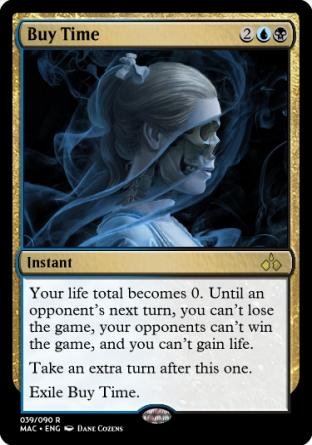 Buy Time
2
Instant
Your life total becomes 0. Until an
opponent's next turn, you can't lose
the game, your opponents can't win
the game, and you can't gain life.
Take an extra turn after this one.
Exile Buy Time.
039/090 R
MAC • ENG Dane Cozens